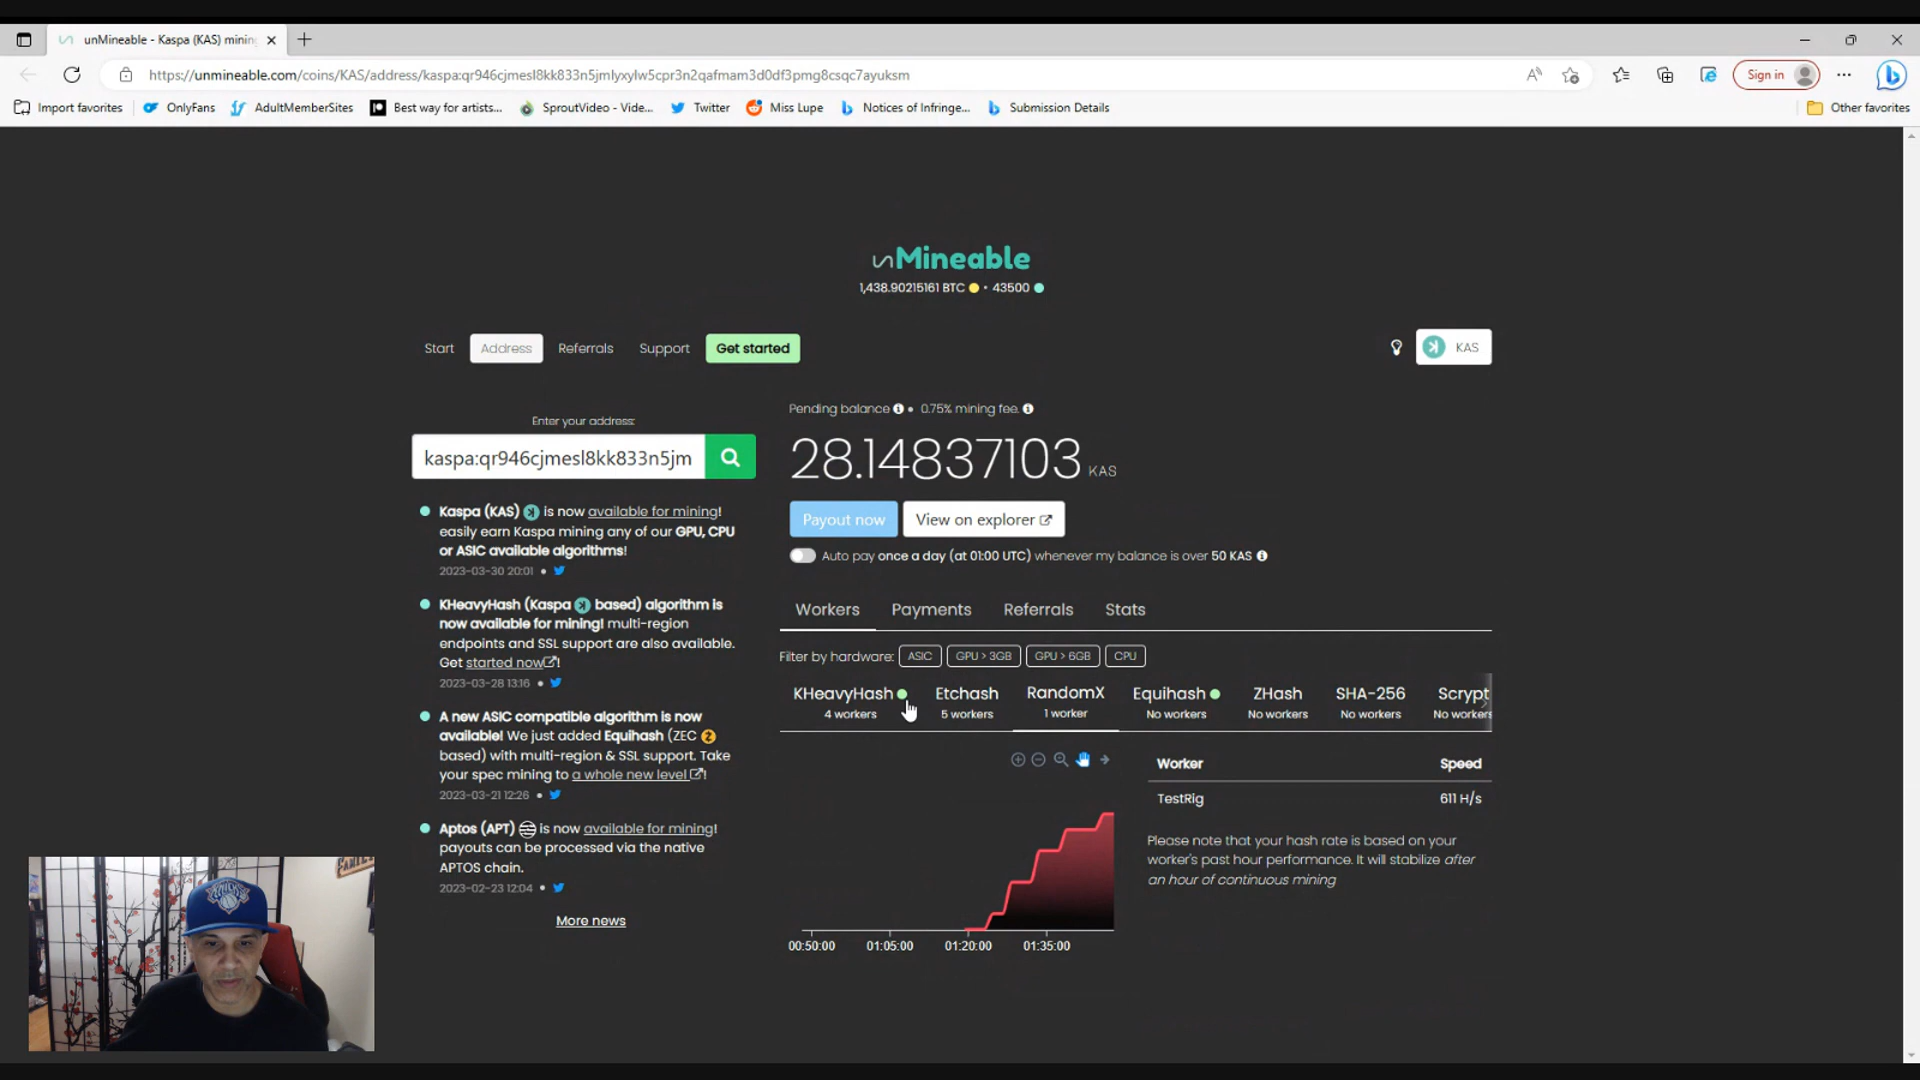 unMineable - Kaspa (KAS) minin
https://unmineable.com/coins/KAS/address/kaspa:qr946cjmesl8kk833n5jmlyxylw5cpr3n2qafmam3d0df3pmg8csqc7ayuksm
Sign in
Import favorites
OnlyFans
AdultMemberSites
Best way for artists...
SproutVideo - Vide...
Twitter
Miss Lupe
Notices of Infringe...
Submission Details
Other favorites
unMineable
1,438.90215161 BTC • 43500
Start
Address
Referrals
Support
Get started
KAS
Enter your address:
kaspa:qr946cjmesl8kk833n5jm
Pending balance • 0.75% mining fee.
28.14837103 KAS
Payout now
View on explorer
Auto pay once a day (at 01:00 UTC) whenever my balance is over 50 KAS
Kaspa (KAS) is now available for mining!
easily earn Kaspa mining any of our GPU, CPU
or ASIC available algorithms!
2023-03-30 20:01 •
KHeavyHash (Kaspa based) algorithm is
now available for mining! multi-region
endpoints and SSL support are also available.
Get started now!
2023-03-28 13:16 •
A new ASIC compatible algorithm is now
available! We just added Equihash (ZEC
based) with multi-region & SSL support. Take
your spec mining to a whole new level!
2023-03-21 12:26 •
Aptos (APT) is now available for mining!
payouts can be processed via the native
APTOS chain.
2023-02-23 12:04 •
More news
Workers
Payments
Referrals
Stats
Filter by hardware: ASIC GPU > 3GB GPU > 6GB CPU
KHeavyHash
4 workers
Etchash
5 workers
RandomX
1 worker
Equihash
No workers
ZHash
No workers
SHA-256
No workers
Scrypt
No workers
00:50:00
01:05:00
01:20:00
01:35:00
Worker Speed
TestRig 611 H/s
Please note that your hash rate is based on your
worker's past hour performance. It will stabilize after
an hour of continuous mining